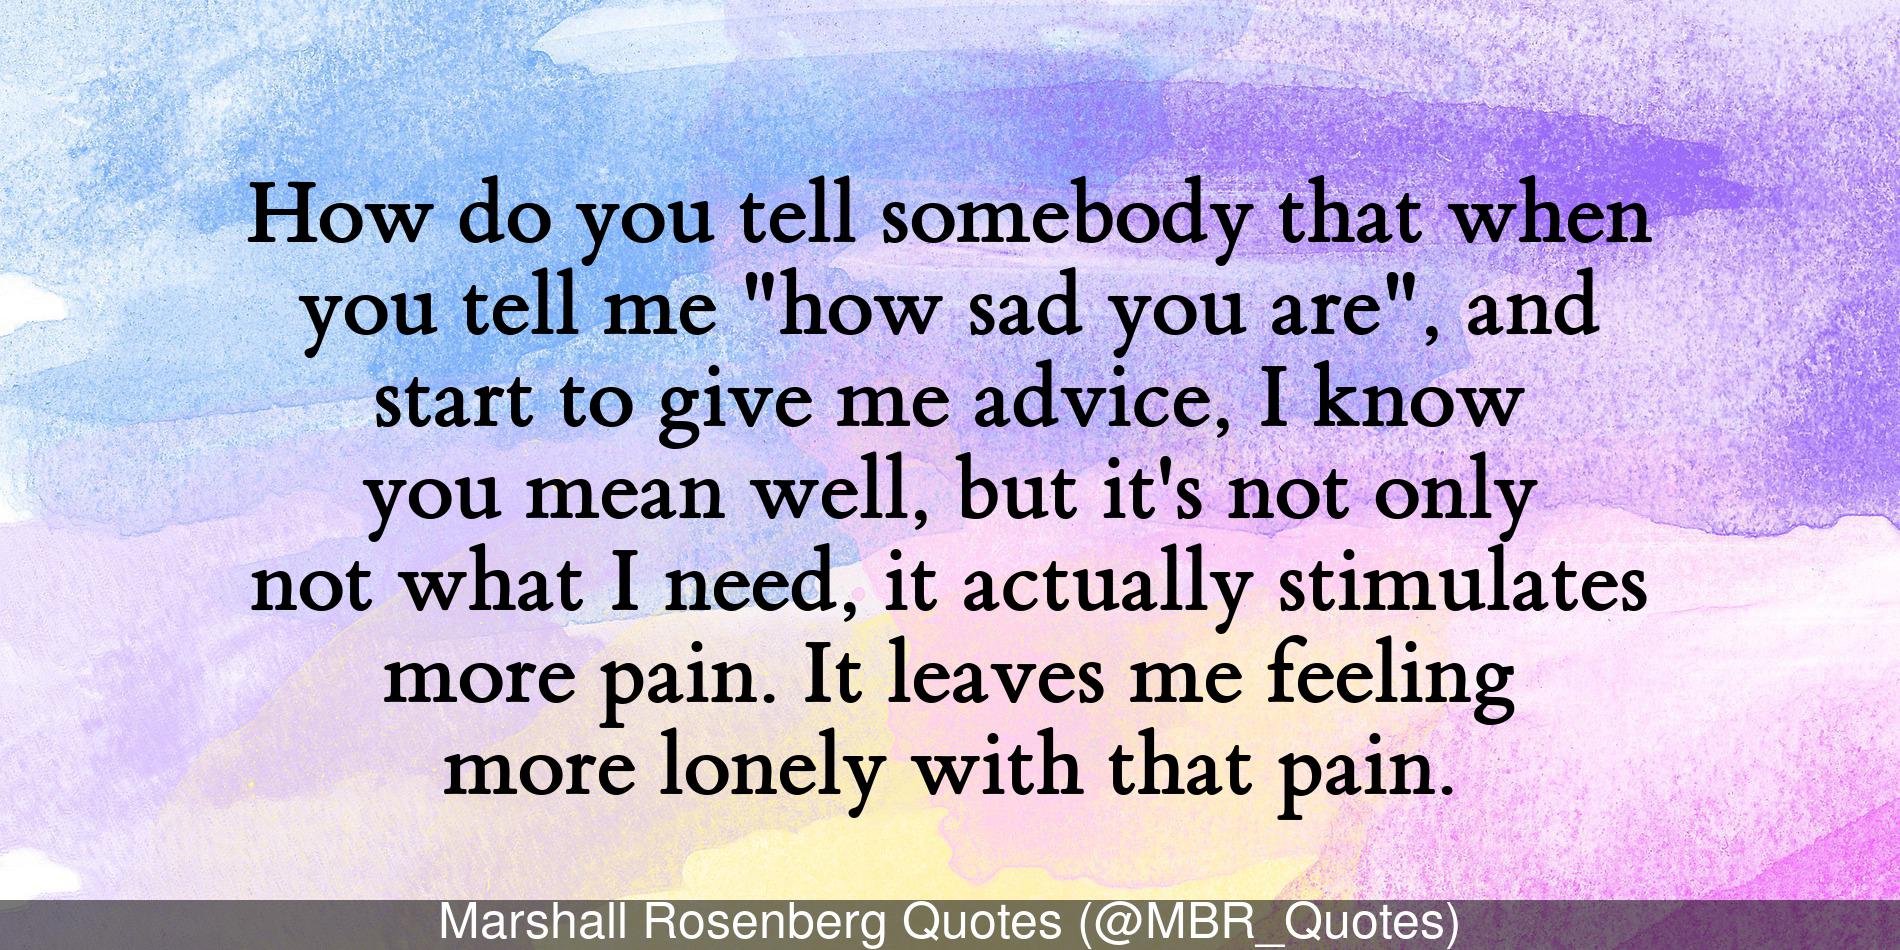 How do you tell somebody that when
you tell me "how sad you are", and
start to give me advice, I know
you mean well, but it's not only
not what I need, it actually stimulates
more pain. It leaves me feeling
more lonely with that pain.
Marshall Rosenberg Quotes (@MBR_Quotes)